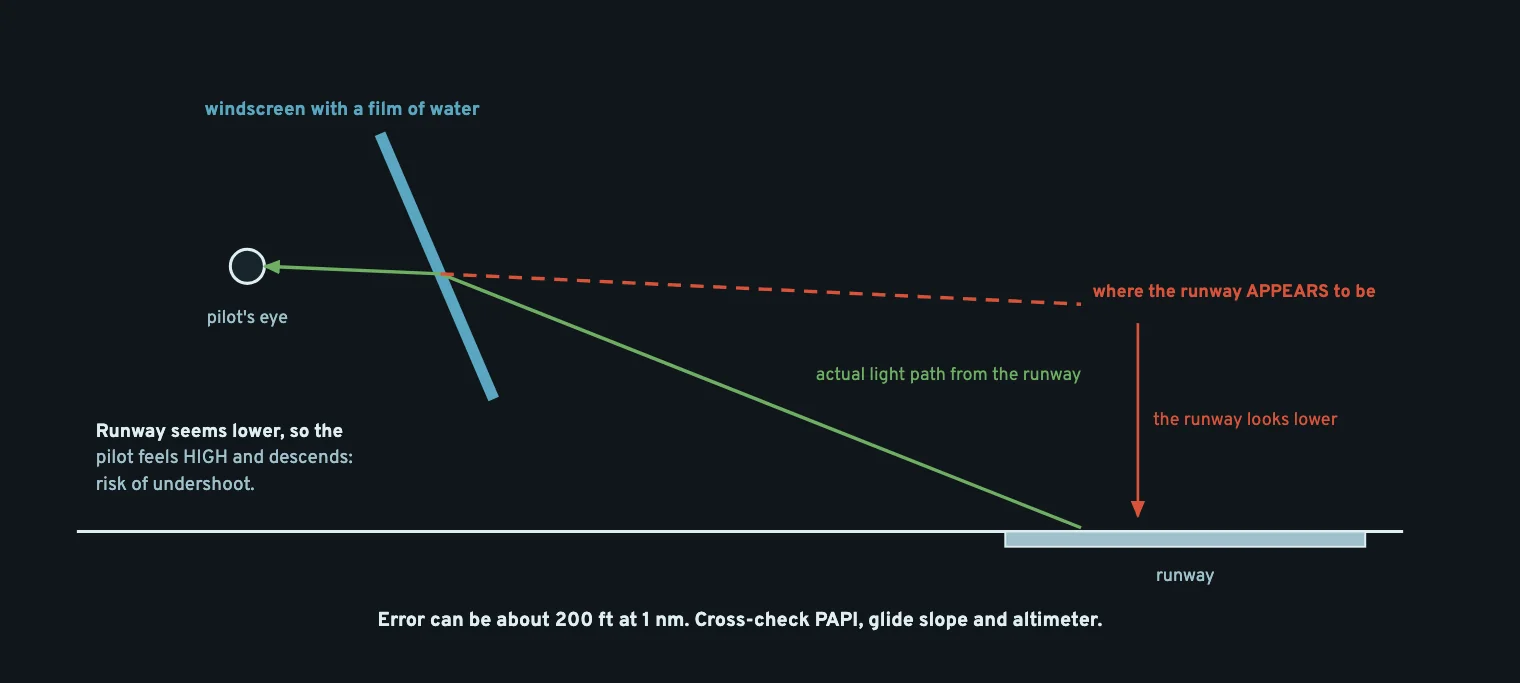 windscreen with a film of water
where the runway APPEARS to be
pilot's eye
actual light path from the runway
the runway looks lower
Runway seems lower, so the
pilot feels HIGH and descends:
risk of undershoot.
runway
Error can be about 200 ft at 1 nm. Cross-check PAPI, glide slope and altimeter.